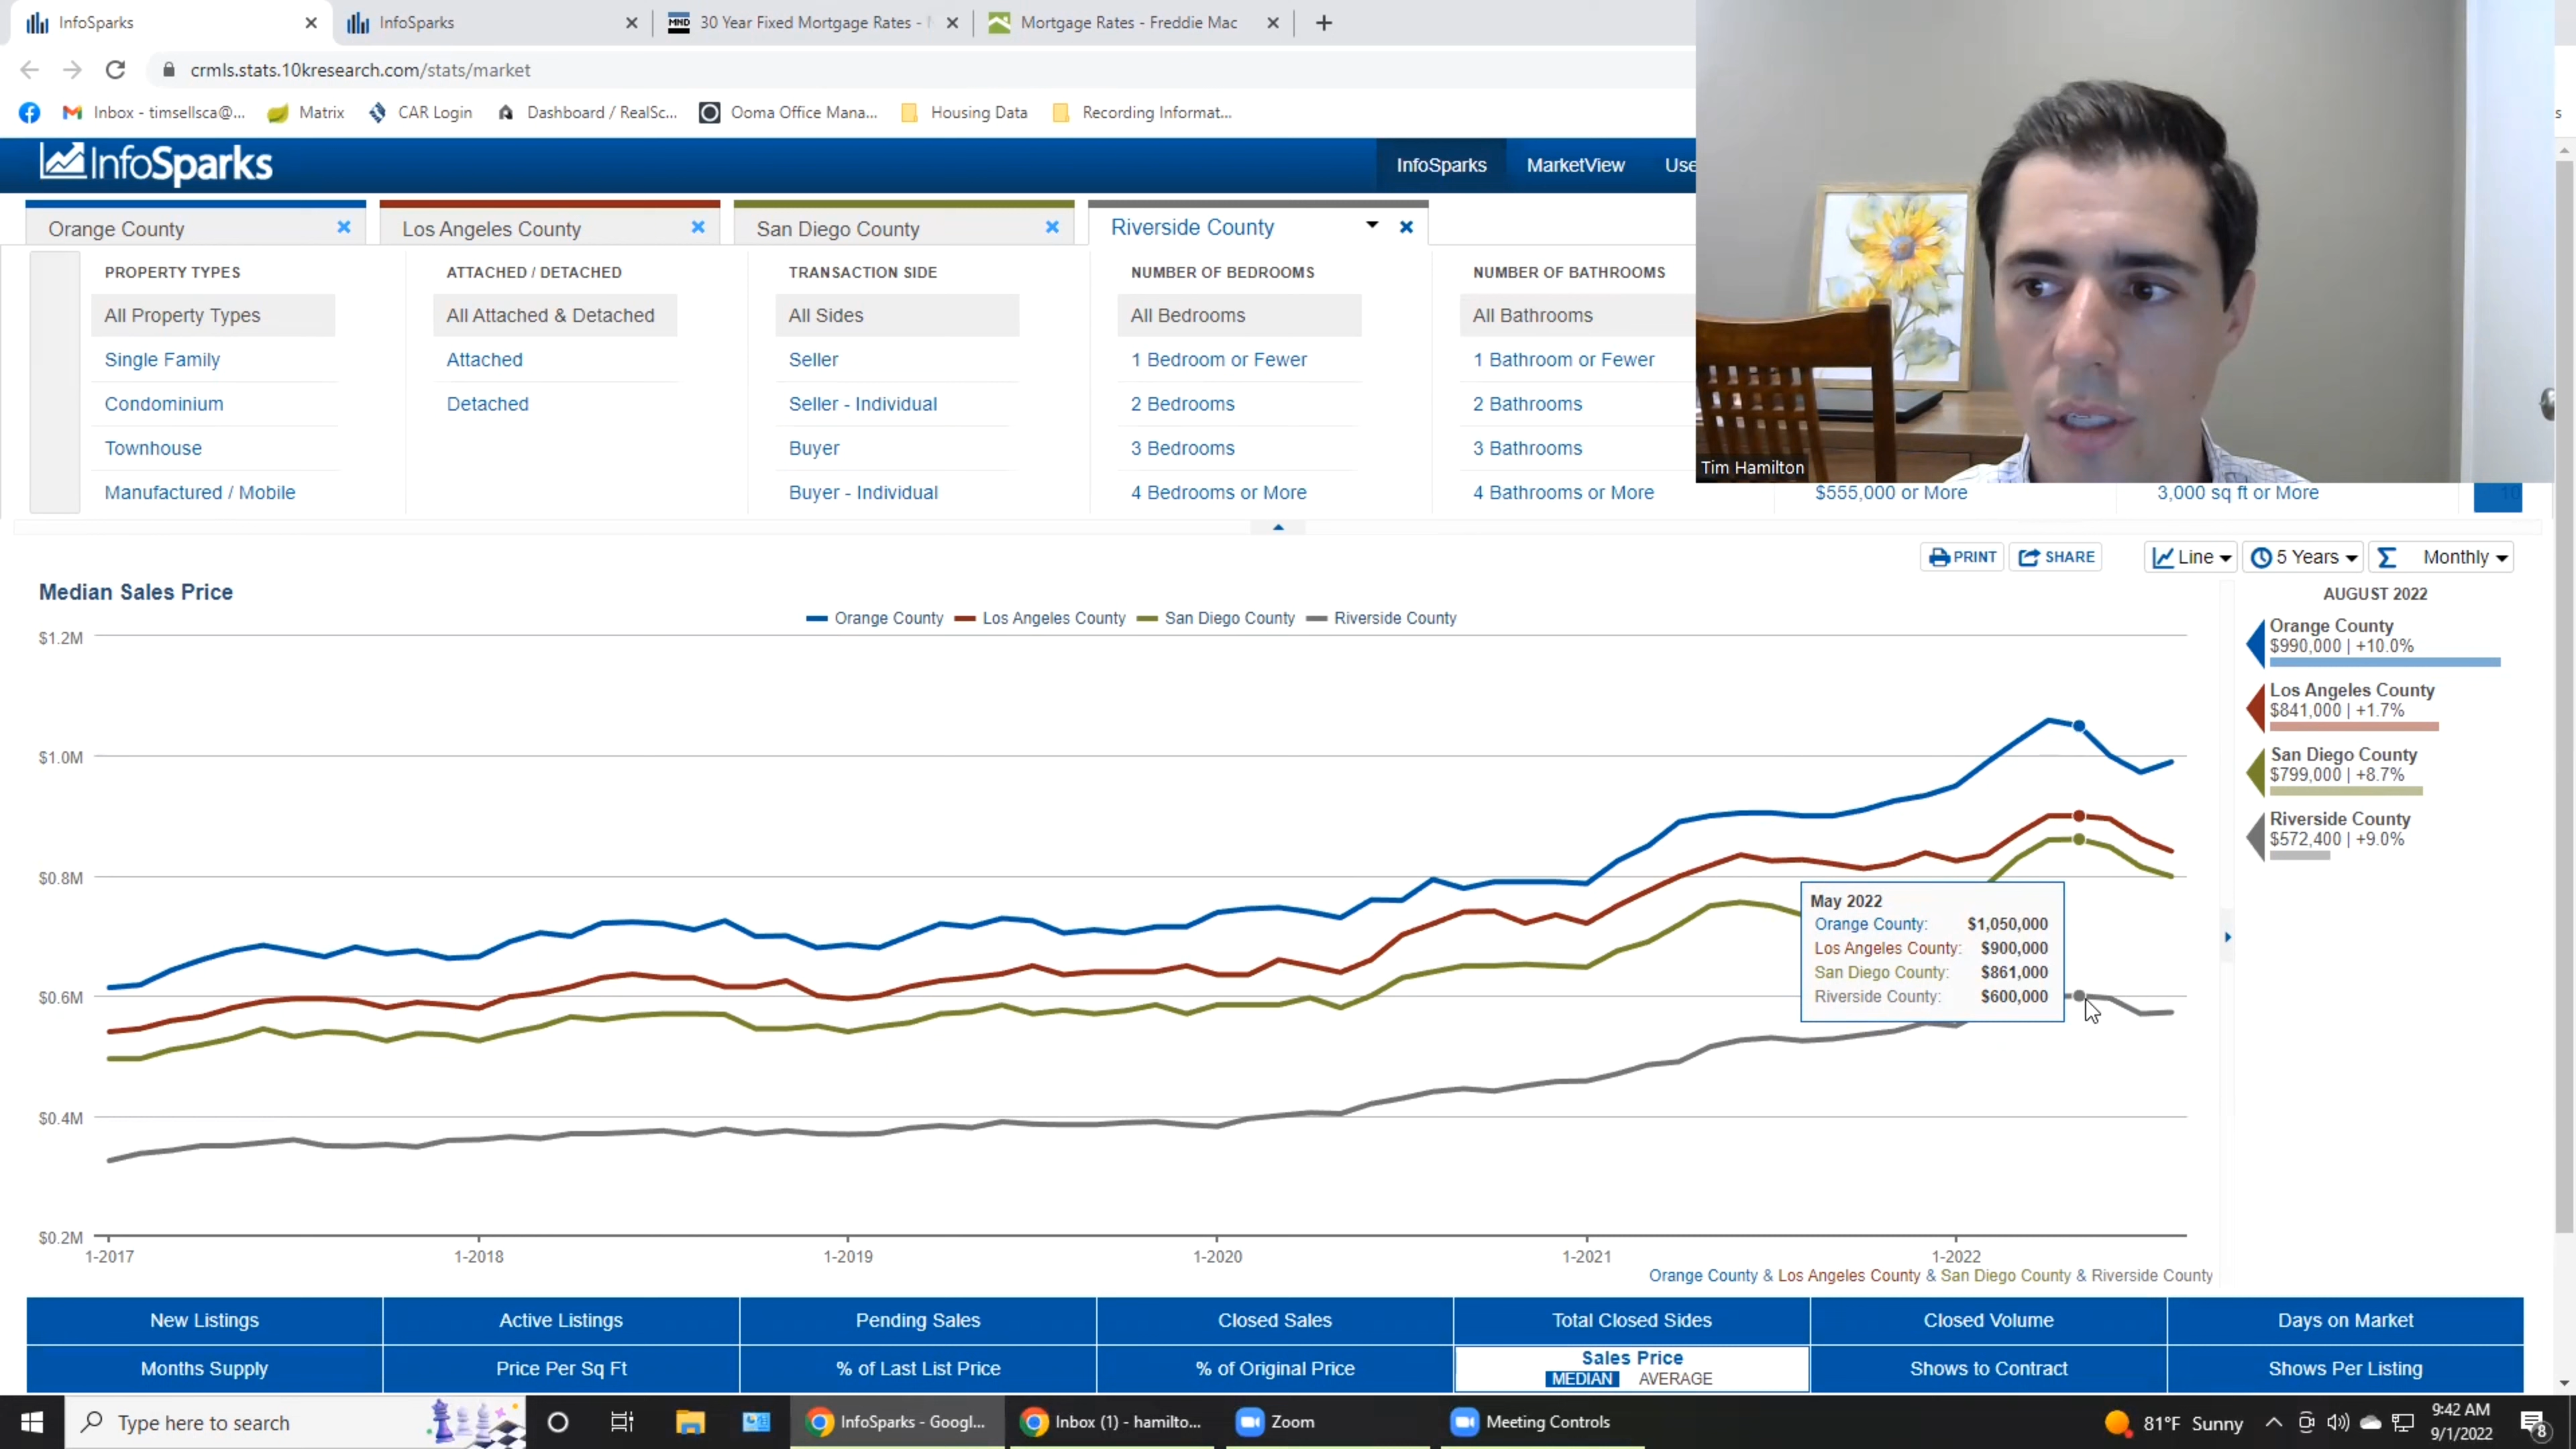 InfoSparks
InfoSparks
30 Year Fixed Mortgage Rates -
Mortgage Rates - Freddie Mac
crmls.stats.10kresearch.com/stats/market
Inbox - timsellsca@...
Matrix
CAR Login
Dashboard / RealSc...
Ooma Office Mana...
Housing Data
Recording Informat...
InfoSparks
InfoSparks
MarketView
Use
Orange County
Los Angeles County
San Diego County
Riverside County
PROPERTY TYPES
All Property Types
Single Family
Condominium
Townhouse
Manufactured / Mobile
ATTACHED / DETACHED
All Attached & Detached
Attached
Detached
TRANSACTION SIDE
All Sides
Seller
Seller - Individual
Buyer
Buyer - Individual
NUMBER OF BEDROOMS
All Bedrooms
1 Bedroom or Fewer
2 Bedrooms
3 Bedrooms
4 Bedrooms or More
NUMBER OF BATHROOMS
All Bathrooms
1 Bathroom or Fewer
2 Bathrooms
3 Bathrooms
4 Bathrooms or More
Tim Hamilton
$555,000 or More
3,000 sq ft or More
PRINT
SHARE
Line
5 Years
Σ Monthly
Median Sales Price
Orange County Los Angeles County San Diego County Riverside County
$1.2M
$1.0M
$0.8M
$0.6M
$0.4M
$0.2M
May 2022
Orange County: $1,050,000
Los Angeles County: $900,000
San Diego County: $861,000
Riverside County: $600,000
1-2017
1-2018
1-2019
1-2020
1-2021
1-2022
Orange County & Los Angeles County & San Diego County & Riverside County
AUGUST 2022
Orange County
$990,000 | +10.0%
Los Angeles County
$841,000 | +1.7%
San Diego County
$799,000 | +8.7%
Riverside County
$572,400 | +9.0%
New Listings
Active Listings
Pending Sales
Closed Sales
Total Closed Sides
Closed Volume
Days on Market
Months Supply
Price Per Sq Ft
% of Last List Price
% of Original Price
Sales Price
MEDIAN AVERAGE
Shows to Contract
Shows Per Listing
Type here to search
InfoSparks - Googl...
Inbox (1) - hamilto...
Zoom
Meeting Controls
81°F Sunny
9:42 AM
9/1/2022
8